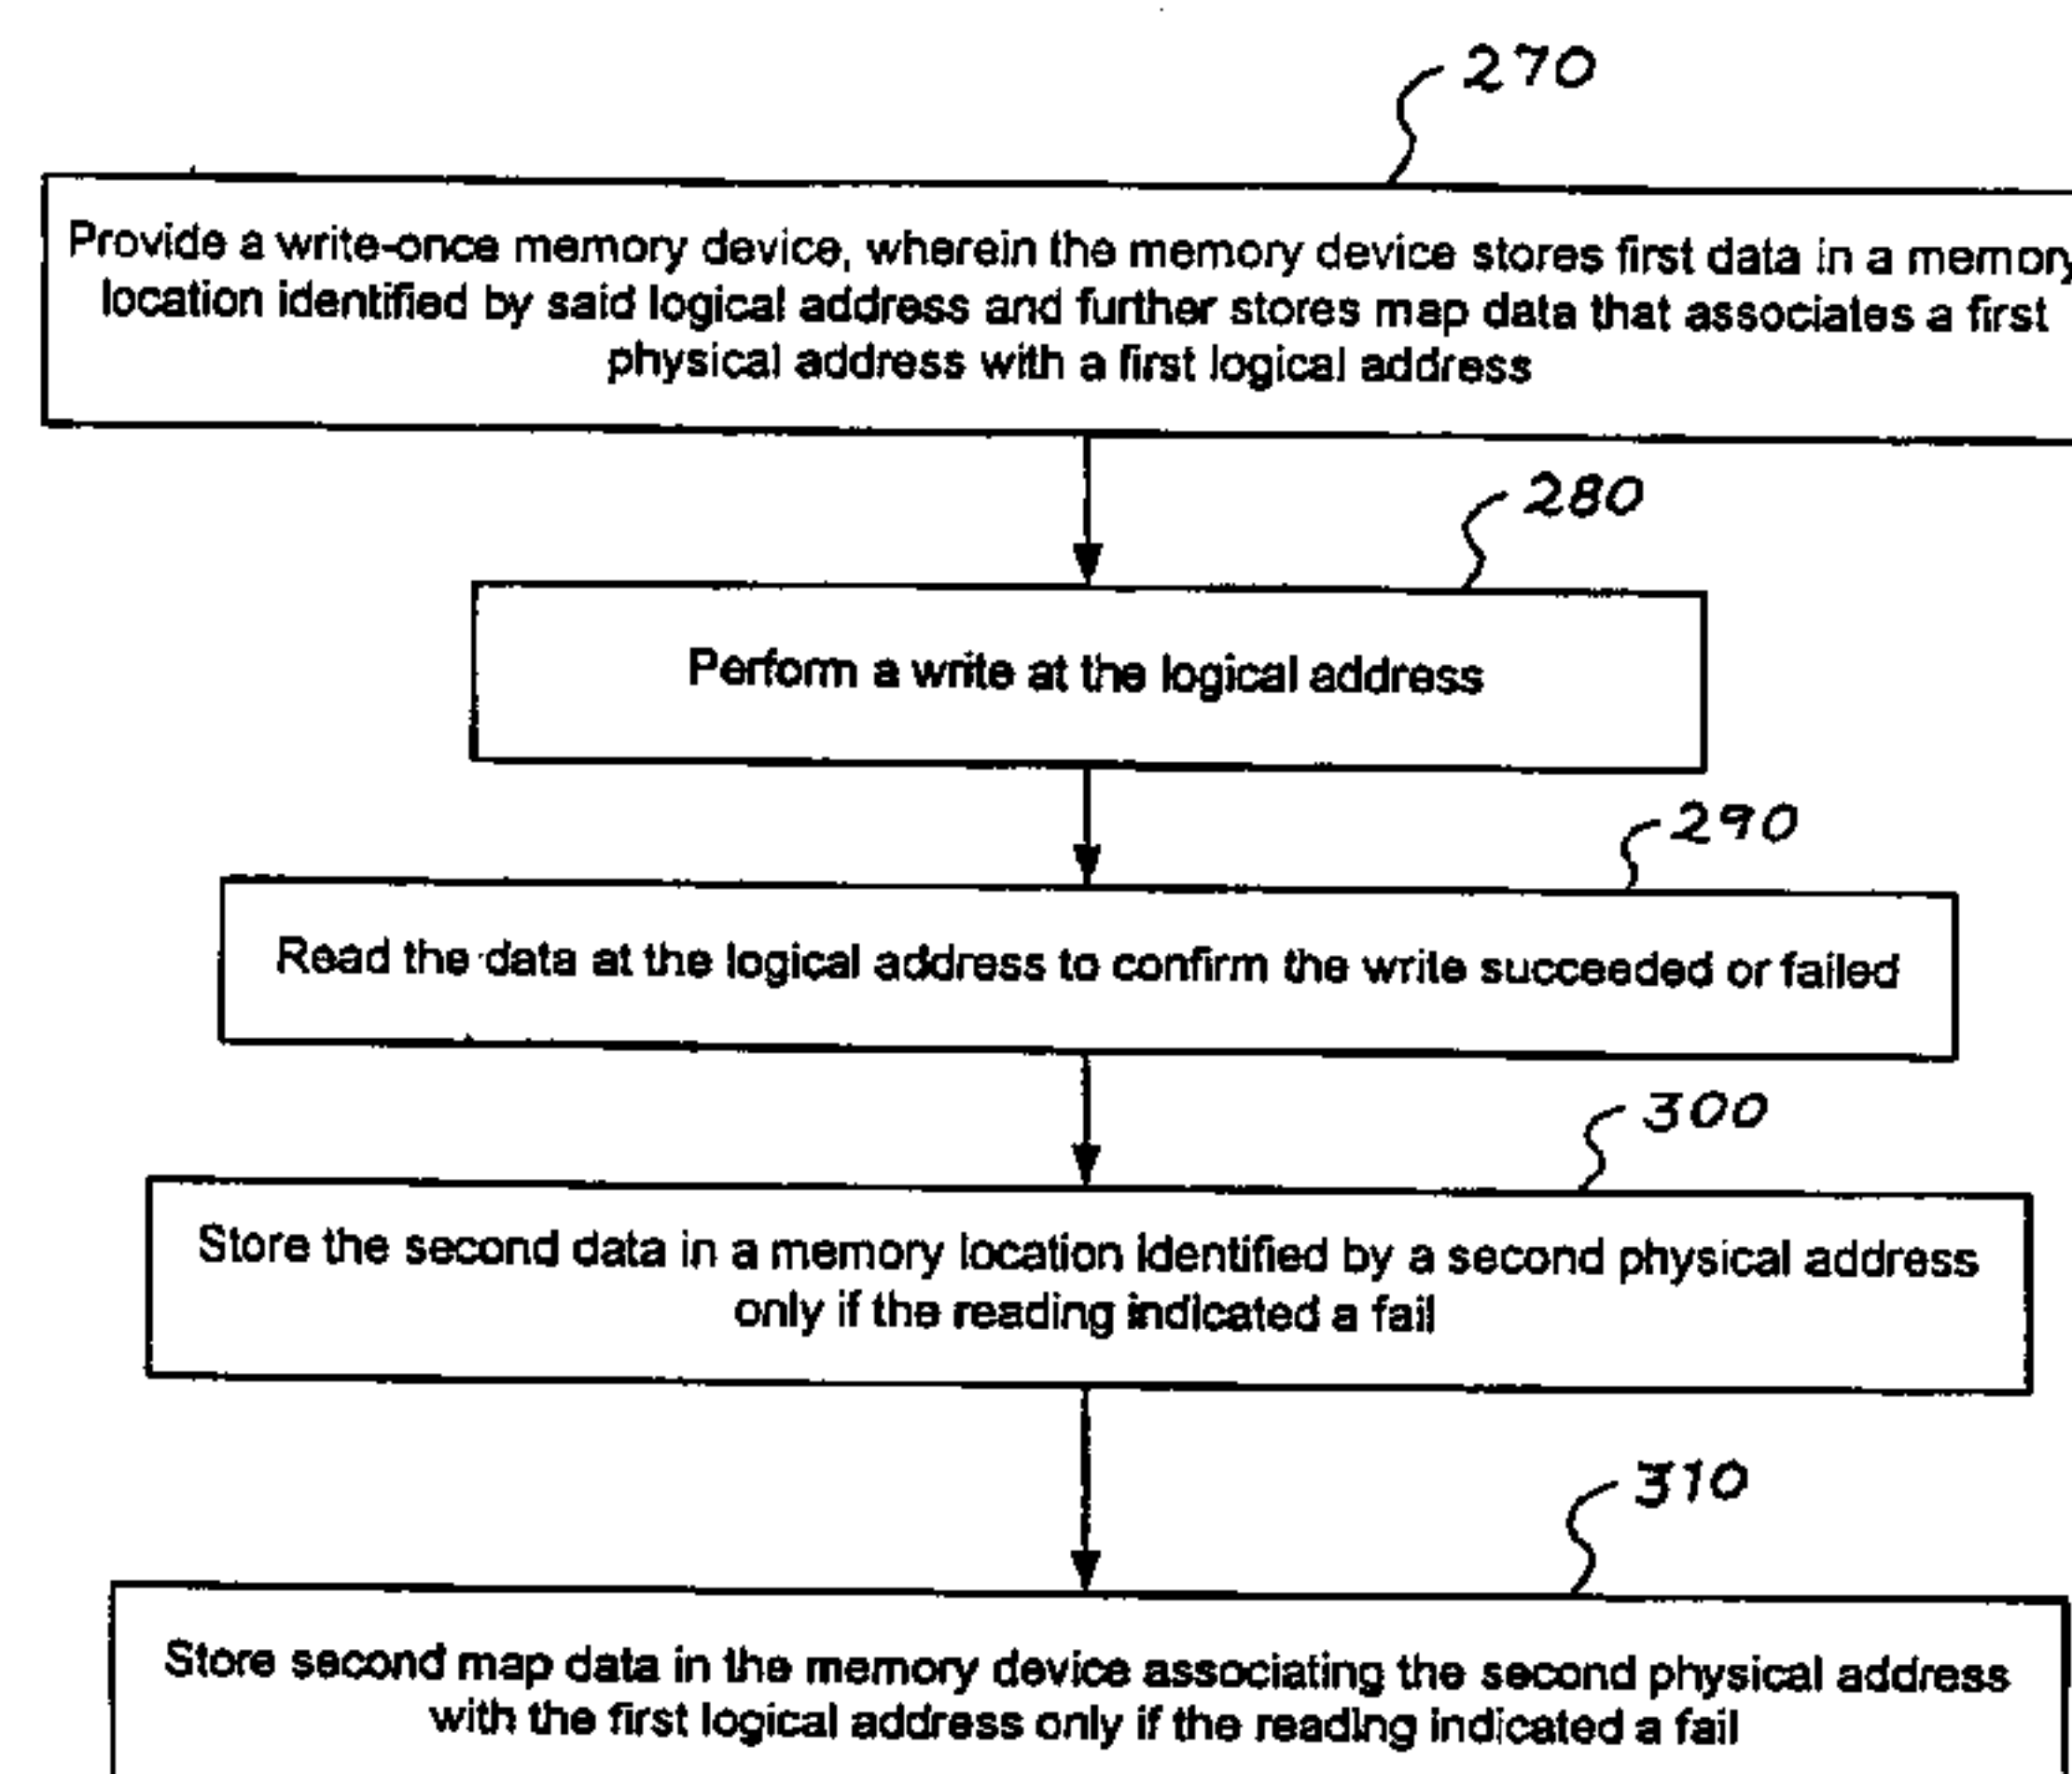 270
Provide a write-once memory device, wherein the memory device stores first data in a memory
location identified by said logical address and further stores map data that associates a first
physical address with a first logical address
280
Perform a write at the logical address
290
Read the data at the logical address to confirm the write succeeded or failed
300
Store the second data in a memory location identified by a second physical address
only if the reading indicated a fail
310
Store second map data in the memory device associating the second physical address
with the first logical address only if the reading indicated a fail